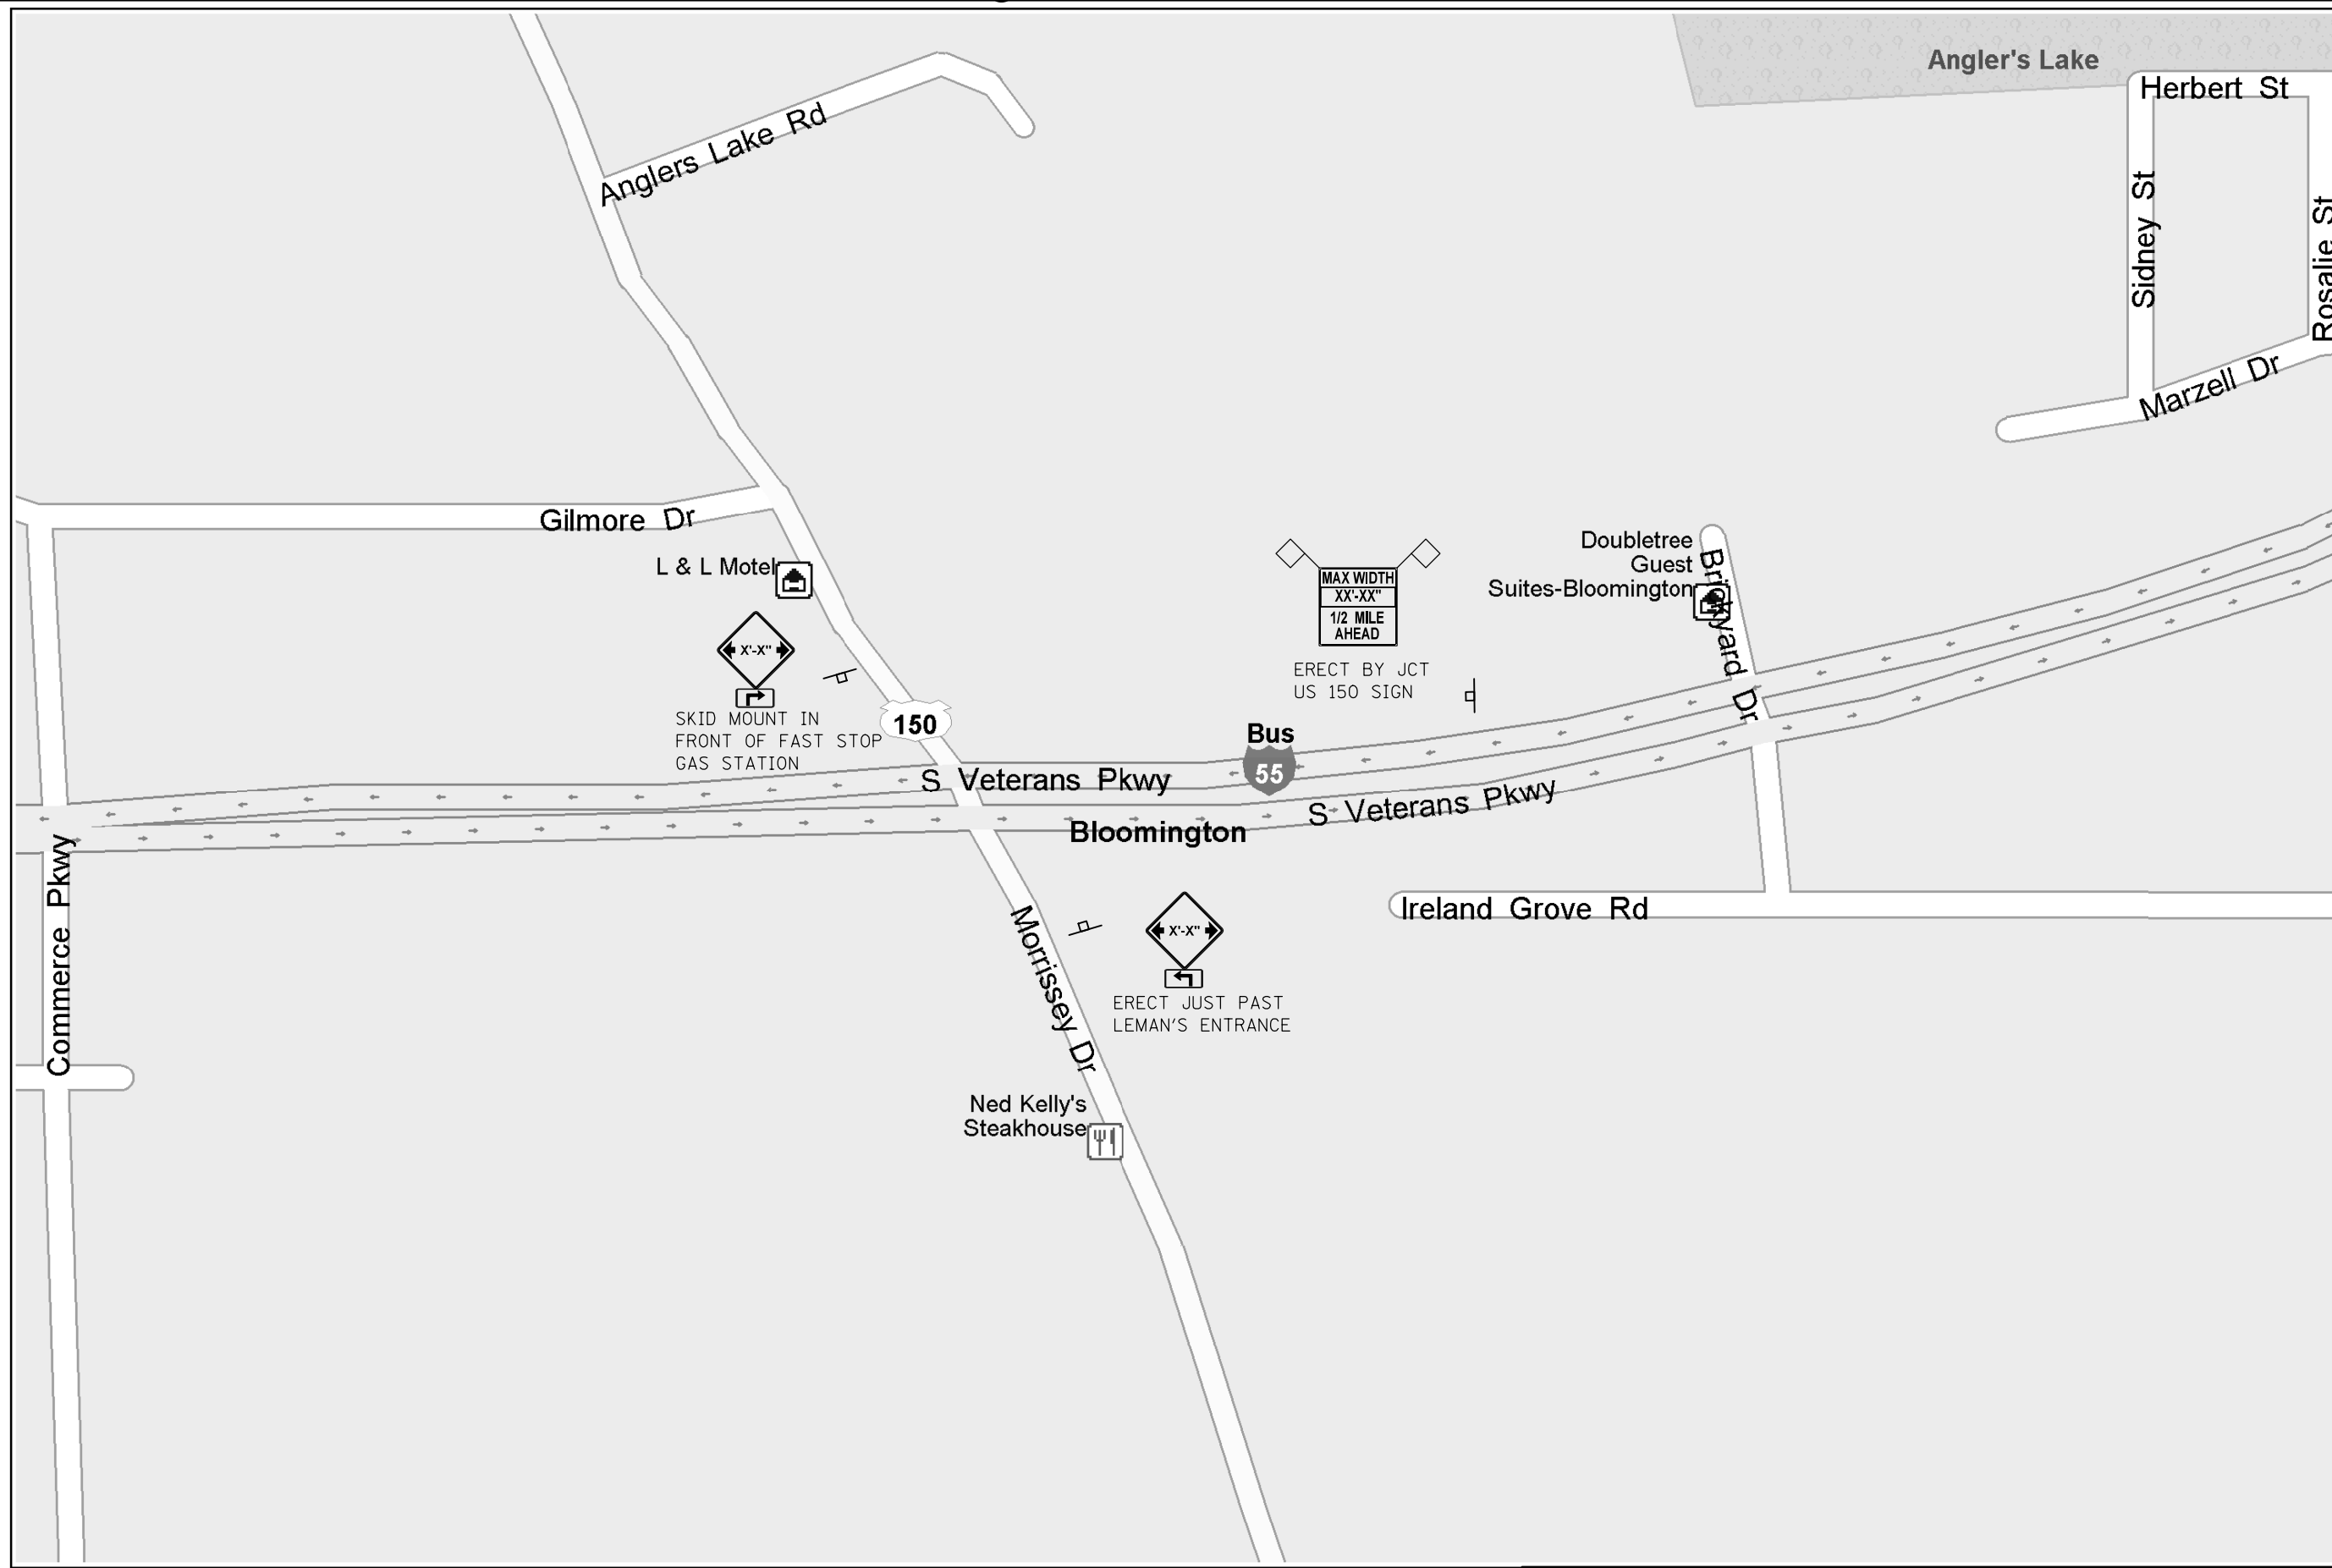 Angler's Lake
Herbert St
Anglers Lake Rd
Sidney St
Rosalie St
Marzell Dr
Gilmore Dr
L & L Motel
Doubletree
Guest
Suites-Bloomington
Brickyard Dr
MAX WIDTH
XX'-XX"
1/2 MILE
AHEAD
ERECT BY JCT
US 150 SIGN
X'-X"
SKID MOUNT IN
FRONT OF FAST STOP
GAS STATION
150
Bus
55
S Veterans Pkwy
S Veterans Pkwy
Bloomington
Commerce Pkwy
Ireland Grove Rd
Morrissey Dr
X'-X"
ERECT JUST PAST
LEMAN'S ENTRANCE
Ned Kelly's
Steakhouse